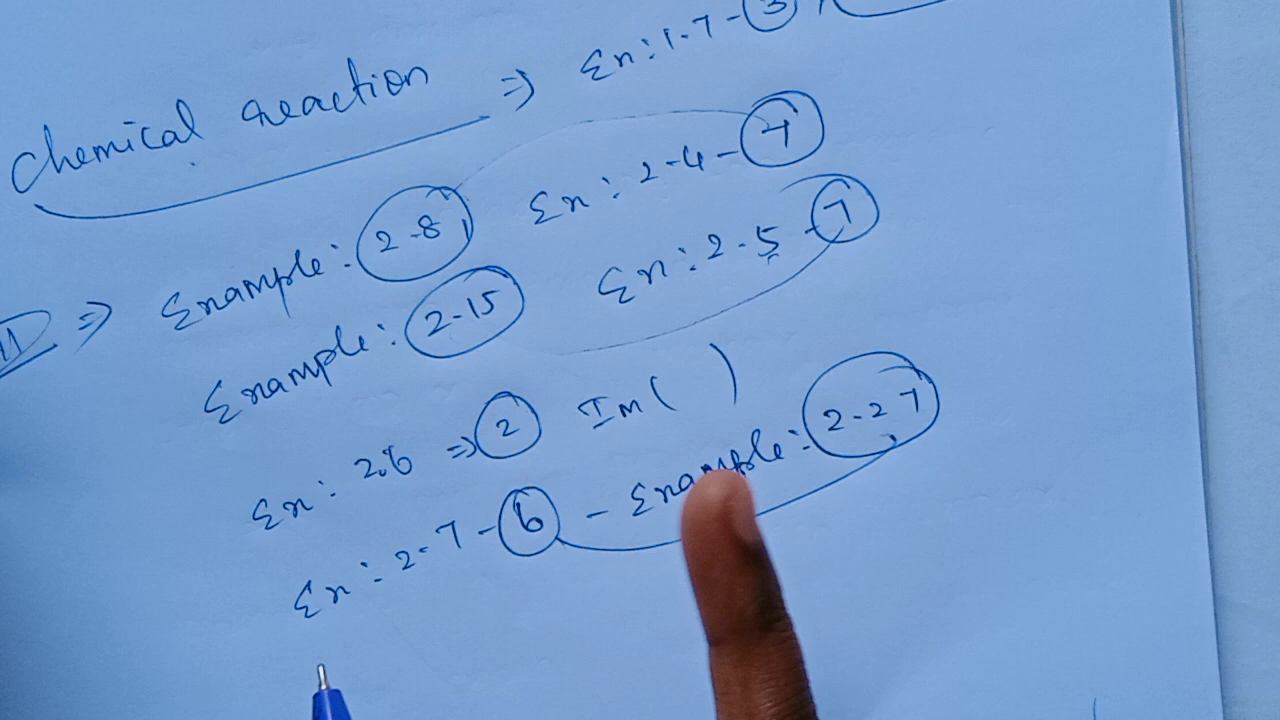 Chemical reaction ⇒ Ex: 1.7 - 3
⇒ Example: 2.8 Ex: 2.4 - 7
Example: 2.15 Ex: 2.5 - 7
Ex: 2.6 ⇒ 2 Im( )
Ex: 2.7 - 6 - Example: 2.27